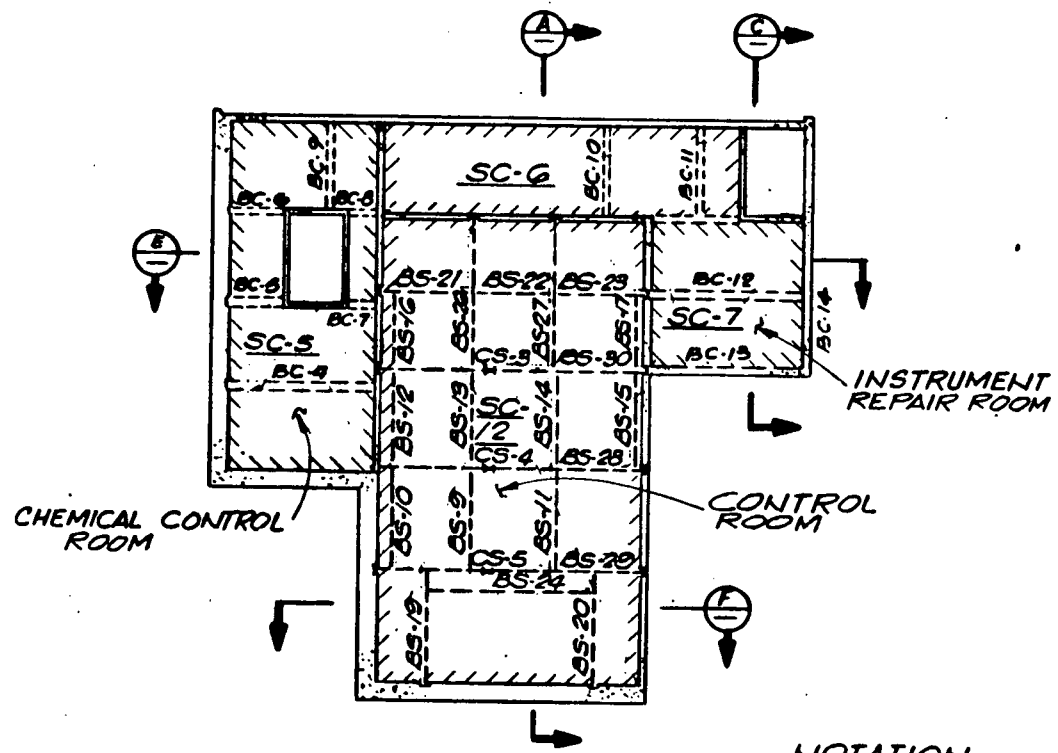 A
C
BC-9
BC-10
BC-11
SC-6
BC-6
BC-8
E
BS-21
BS-22
BS-23
BC-12
BC-14
BC-5
BC-7
BS-16
BS-26
BS-27
BS-17
SC-7
SC-5
CS-3
BS-30
BC-13
BC-4
INSTRUMENT
REPAIR ROOM
BS-12
BS-13
SC-
12
BS-14
BS-15
CS-4
BS-28
CHEMICAL CONTROL
ROOM
BS-10
BS-9
BS-11
CONTROL
ROOM
CS-5
BS-29
BS-24
BS-19
BS-20
F
NOTATION